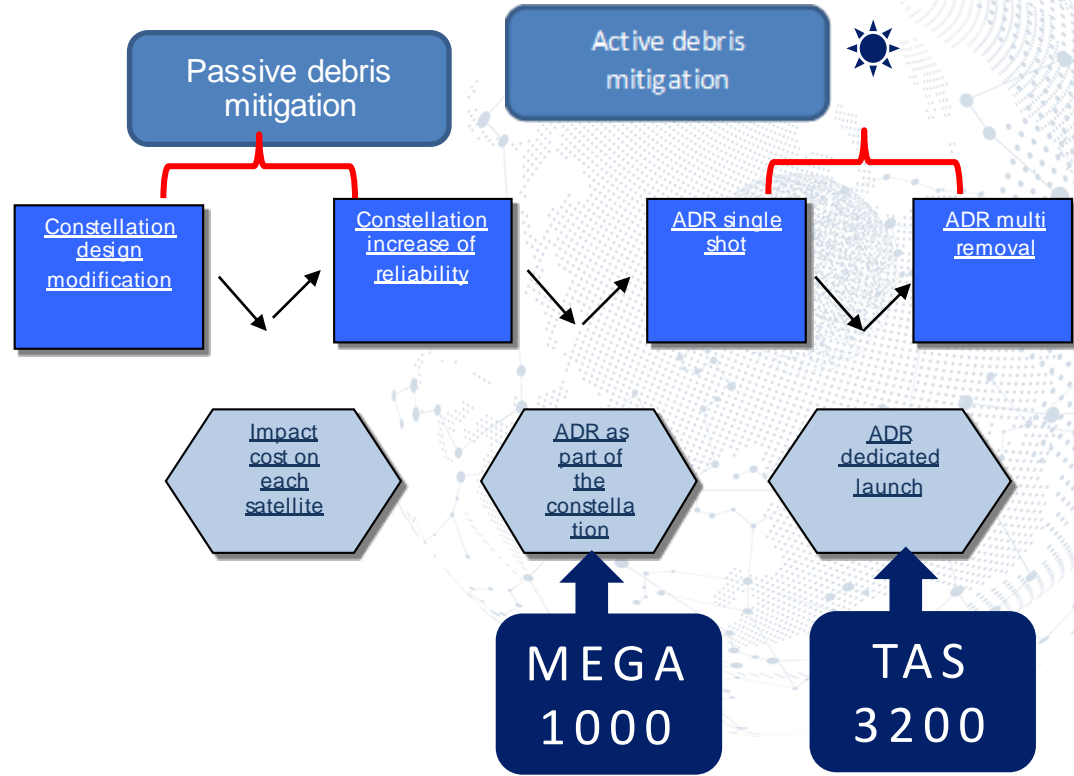 Passive debris
mitigation
Active debris
mitigation
Constellation
design
modification
Constellation
increase of
reliability
ADR single
shot
ADR multi
removal
Impact
cost on
each
satellite
ADR as
part of
the
constella
tion
ADR
dedicated
launch
MEGA
1000
TAS
3200